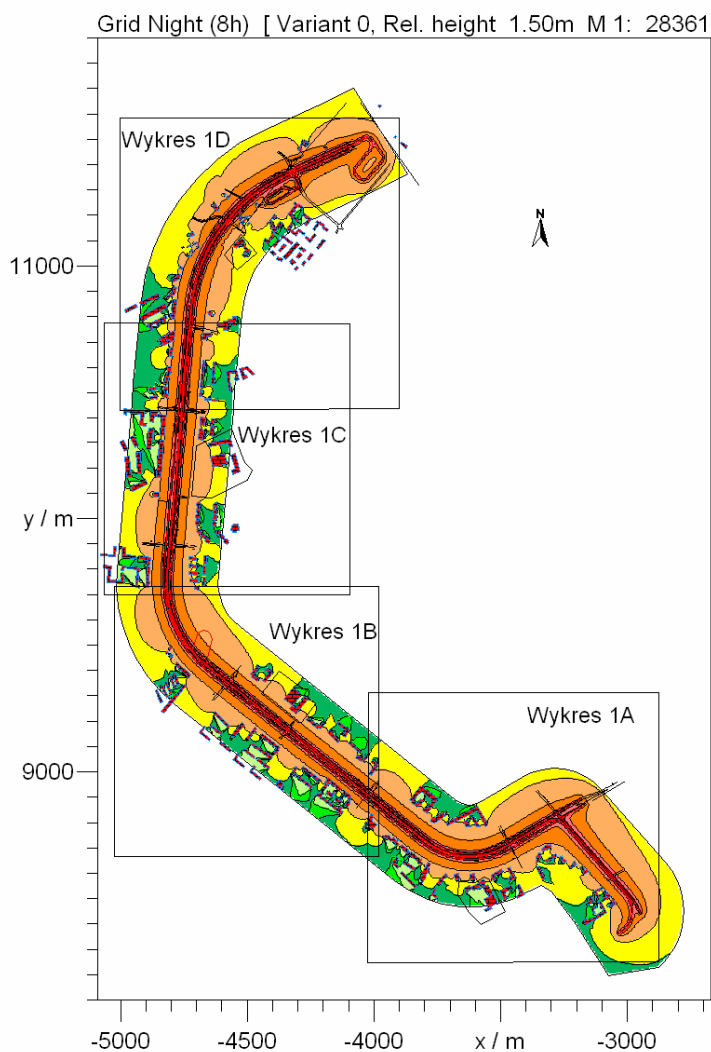 Grid Night (8h) [ Variant 0, Rel. height 1.50m M 1: 28361
Wykres 1D
N
11000
Wykres 1C
y / m
Wykres 1B
Wykres 1A
9000
-5000 -4500 -4000 x / m -3000